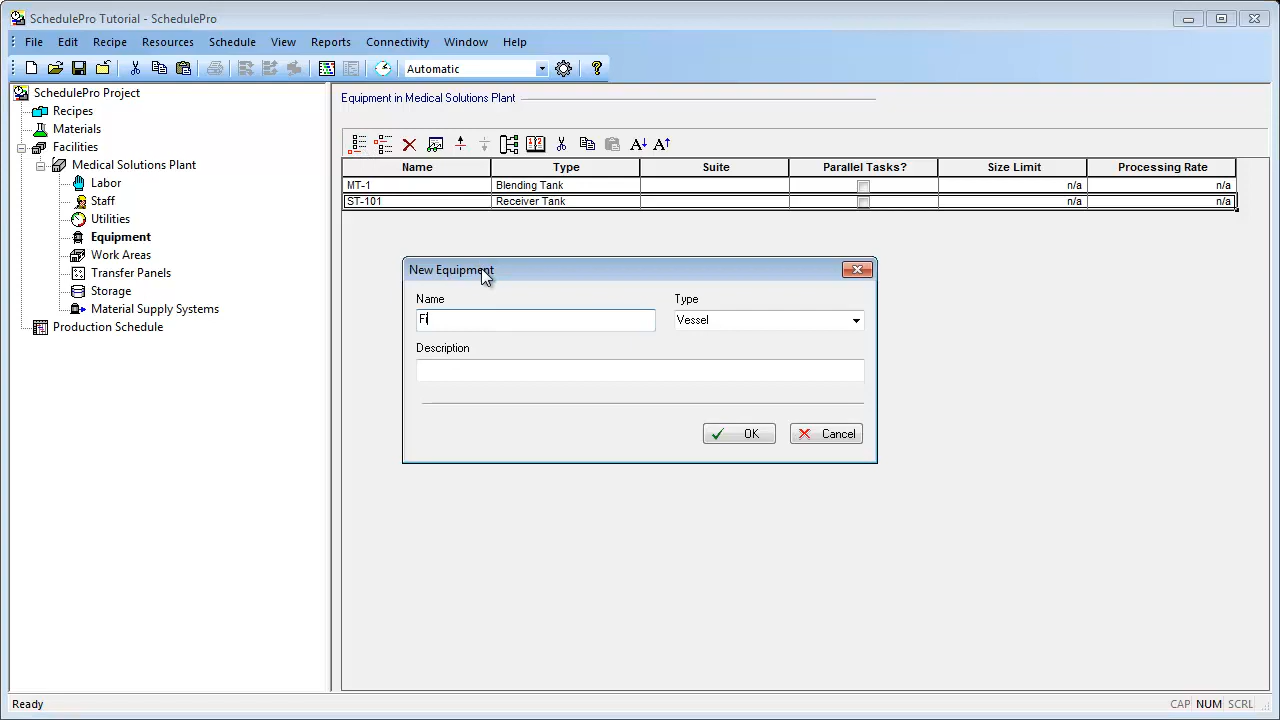 SchedulePro Tutorial - SchedulePro
File Edit Recipe Resources Schedule View Reports Connectivity Window Help
Automatic
SchedulePro Project
Recipes
Materials
Facilities
Medical Solutions Plant
Labor
Staff
Utilities
Equipment
Work Areas
Transfer Panels
Storage
Material Supply Systems
Production Schedule
Equipment in Medical Solutions Plant
Name Type Suite Parallel Tasks? Size Limit Processing Rate
MT-1 Blending Tank n/a n/a
ST-101 Receiver Tank n/a n/a
New Equipment
Name Type
Fi Vessel
Description
OK Cancel
Ready CAP NUM SCRL